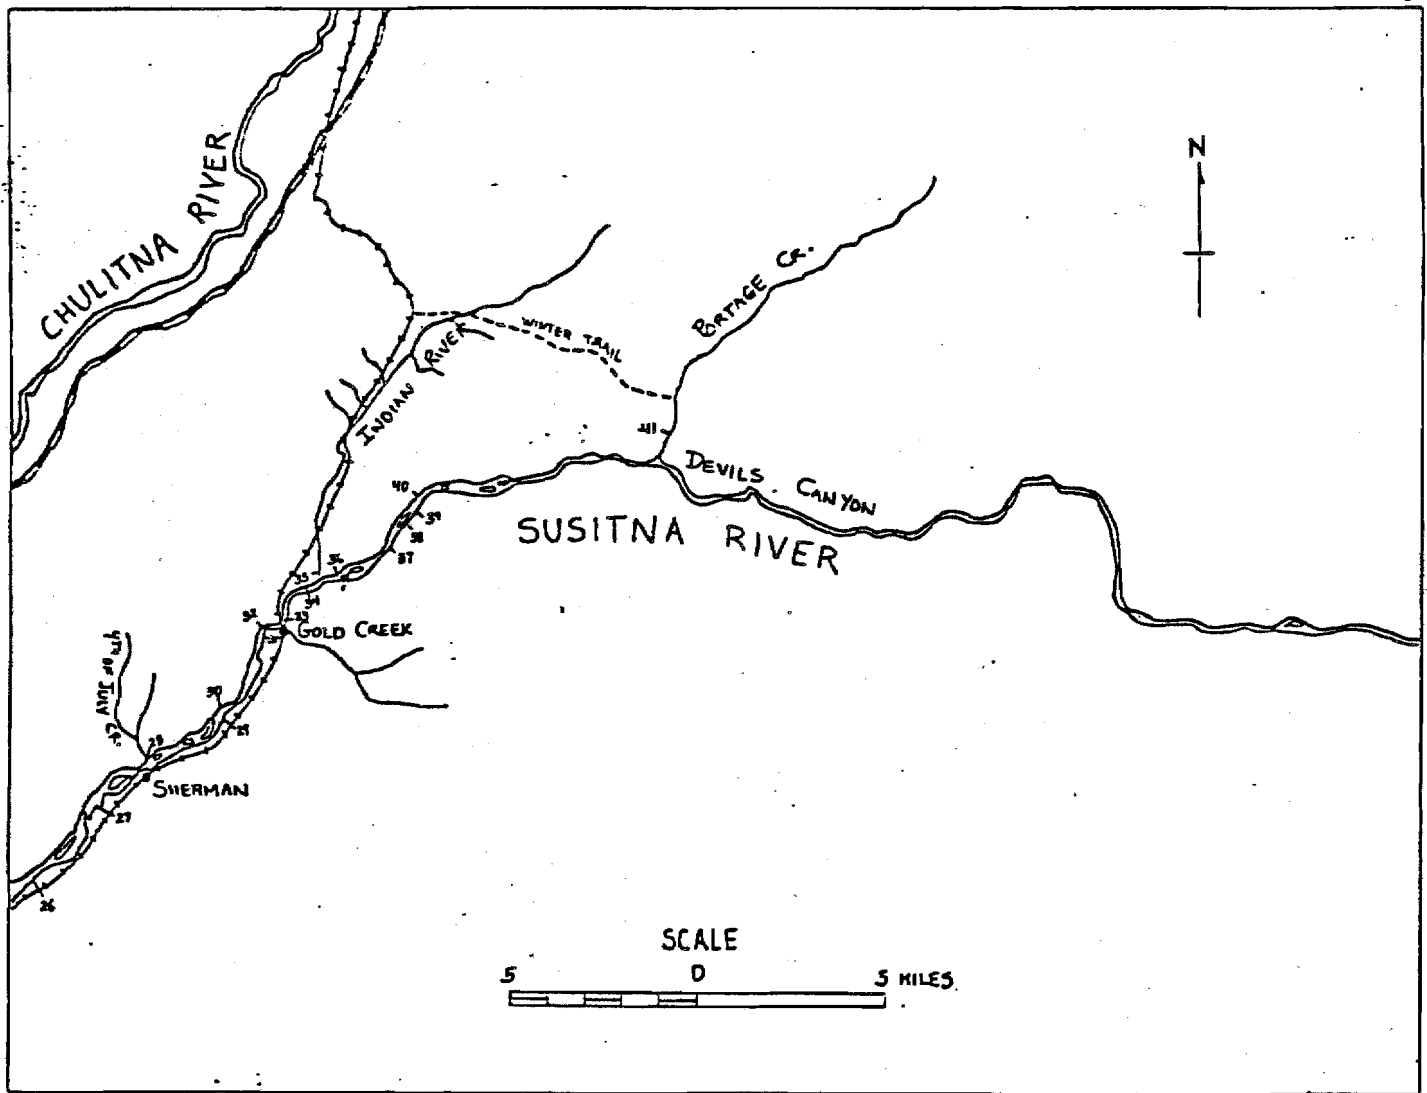 CHULITNA RIVER
N
PORTAGE CR.
WINTER TRAIL
INDIAN RIVER
41
DEVILS CANYON
SUSITNA RIVER
40
39
38
37
36
35
34
33
32
GOLD CREEK
4TH OF JULY CR.
30
29
28
SHERMAN
27
26
SCALE
5 0 5 MILES